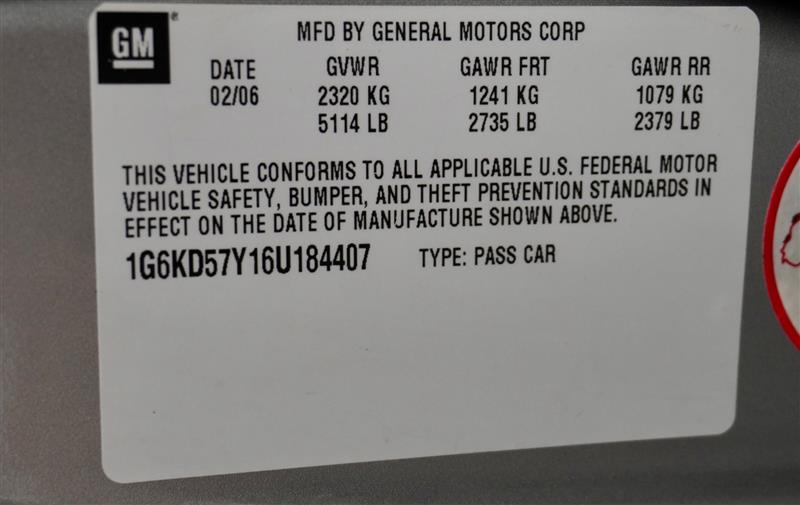 GM
MFD BY GENERAL MOTORS CORP
DATE GVWR GAWR FRT GAWR RR
02/06 2320 KG 1241 KG 1079 KG
5114 LB 2735 LB 2379 LB
THIS VEHICLE CONFORMS TO ALL APPLICABLE U.S. FEDERAL MOTOR
VEHICLE SAFETY, BUMPER, AND THEFT PREVENTION STANDARDS IN
EFFECT ON THE DATE OF MANUFACTURE SHOWN ABOVE.
1G6KD57Y16U184407 TYPE: PASS CAR